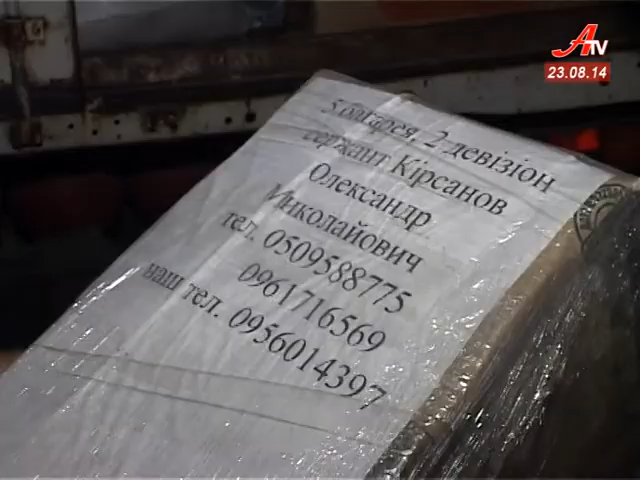 ATV
23.08.14
5 батарея, 2 девізіон
сержант Кірсанов
Олександр
Миколайович
тел. 0509588775
0961716569
наш тел. 0956014397